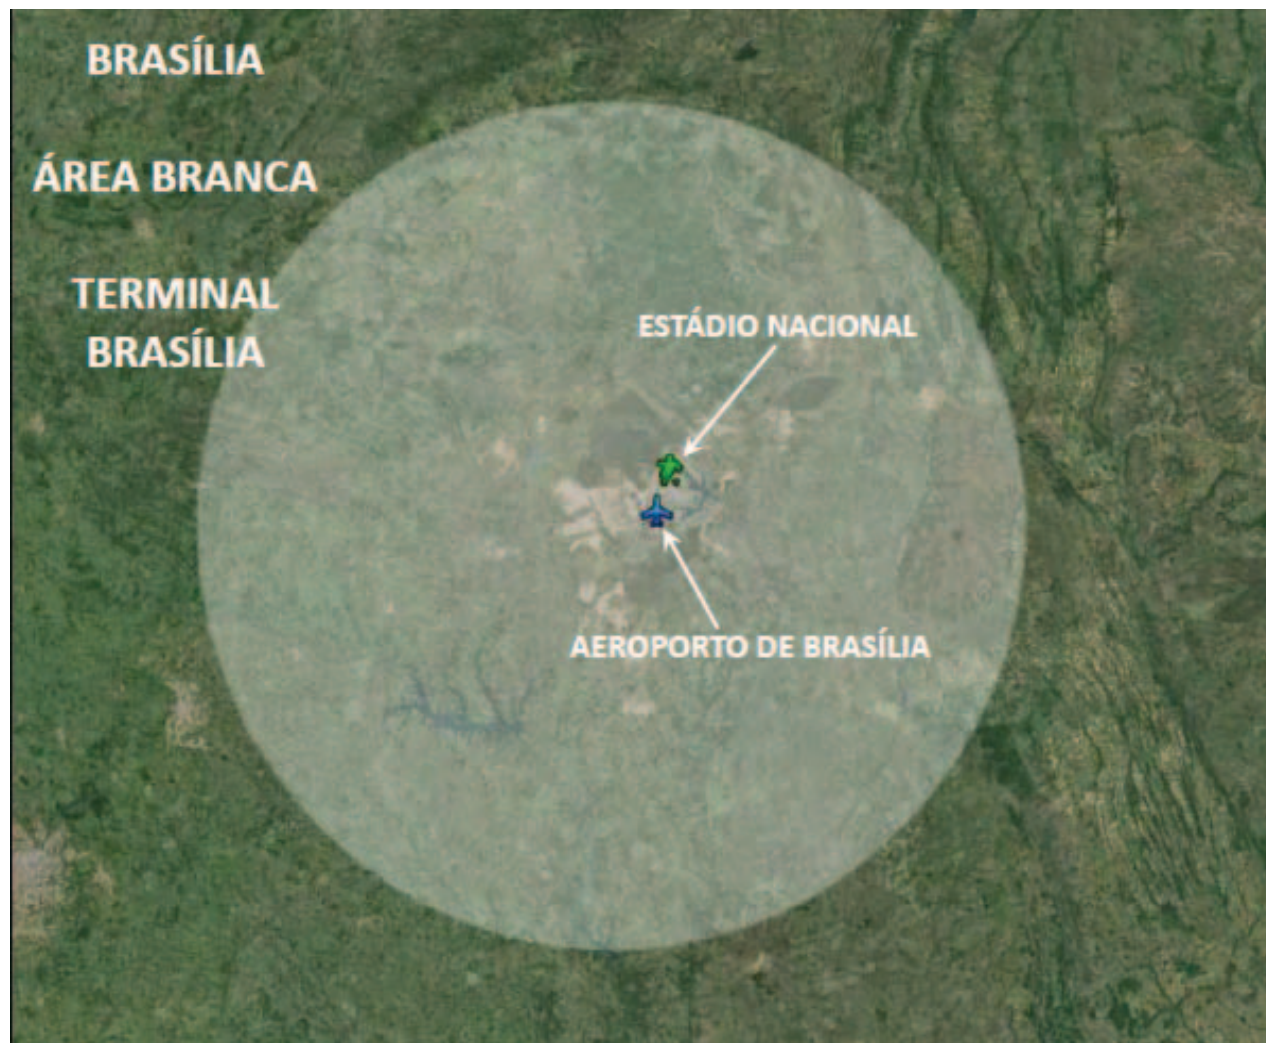 BRASÍLIA
ÁREA BRANCA
TERMINAL
BRASÍLIA
ESTÁDIO NACIONAL
AEROPORTO DE BRASÍLIA